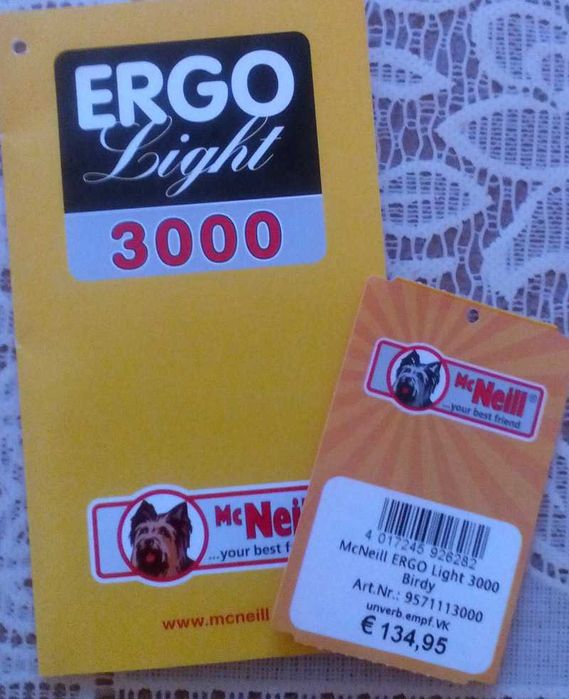 ERGO
Light
3000
McNei
...your best f
www.mcneill
McNeill®
...your best friend
4 017245 926282
McNeill ERGO Light 3000
Birdy
Art.Nr.: 9571113000
unverb.empf.VK
€ 134,95